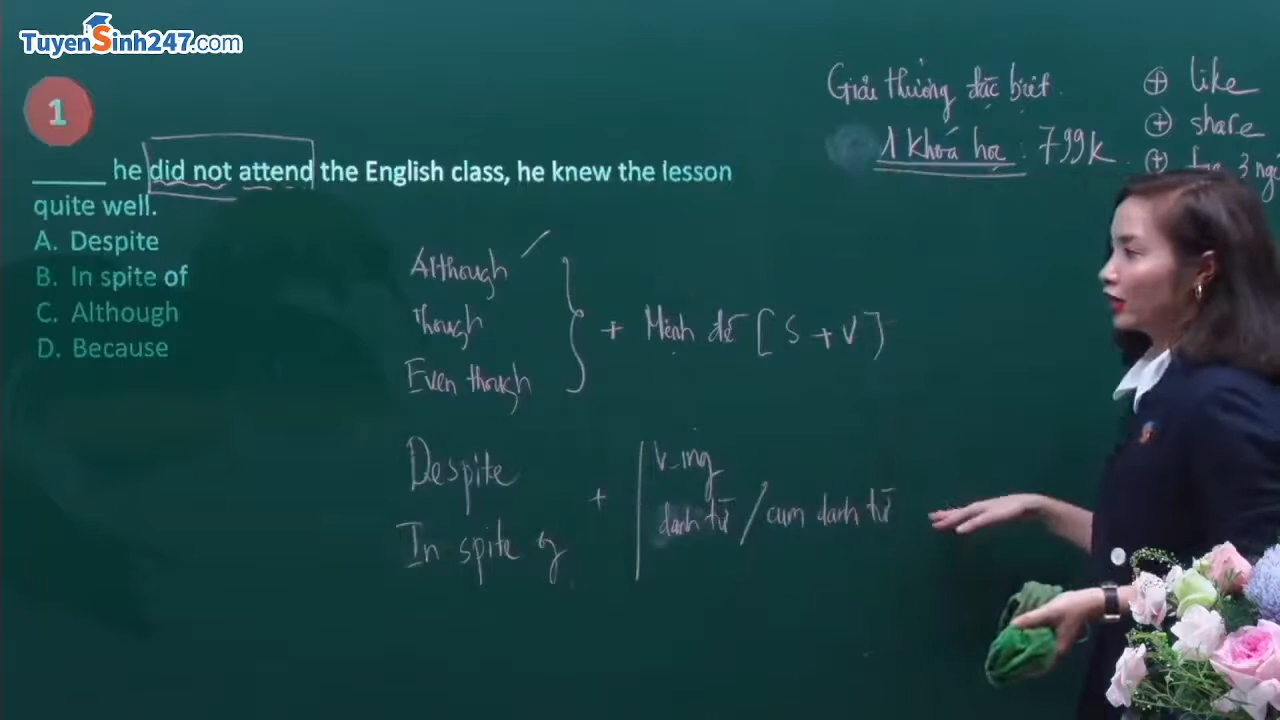 TuyenSinh247.com
1
_____ he did not attend the English class, he knew the lesson
quite well.
A. Despite
B. In spite of
C. Although
D. Because
Giải thưởng đặc biệt
1 khoá học : 799k
+ like
+ share
+ 3
Although
Though
Even though
+ Mệnh đề [S + V]
Despite
In spite of
+
V-ing
danh từ / cụm danh từ